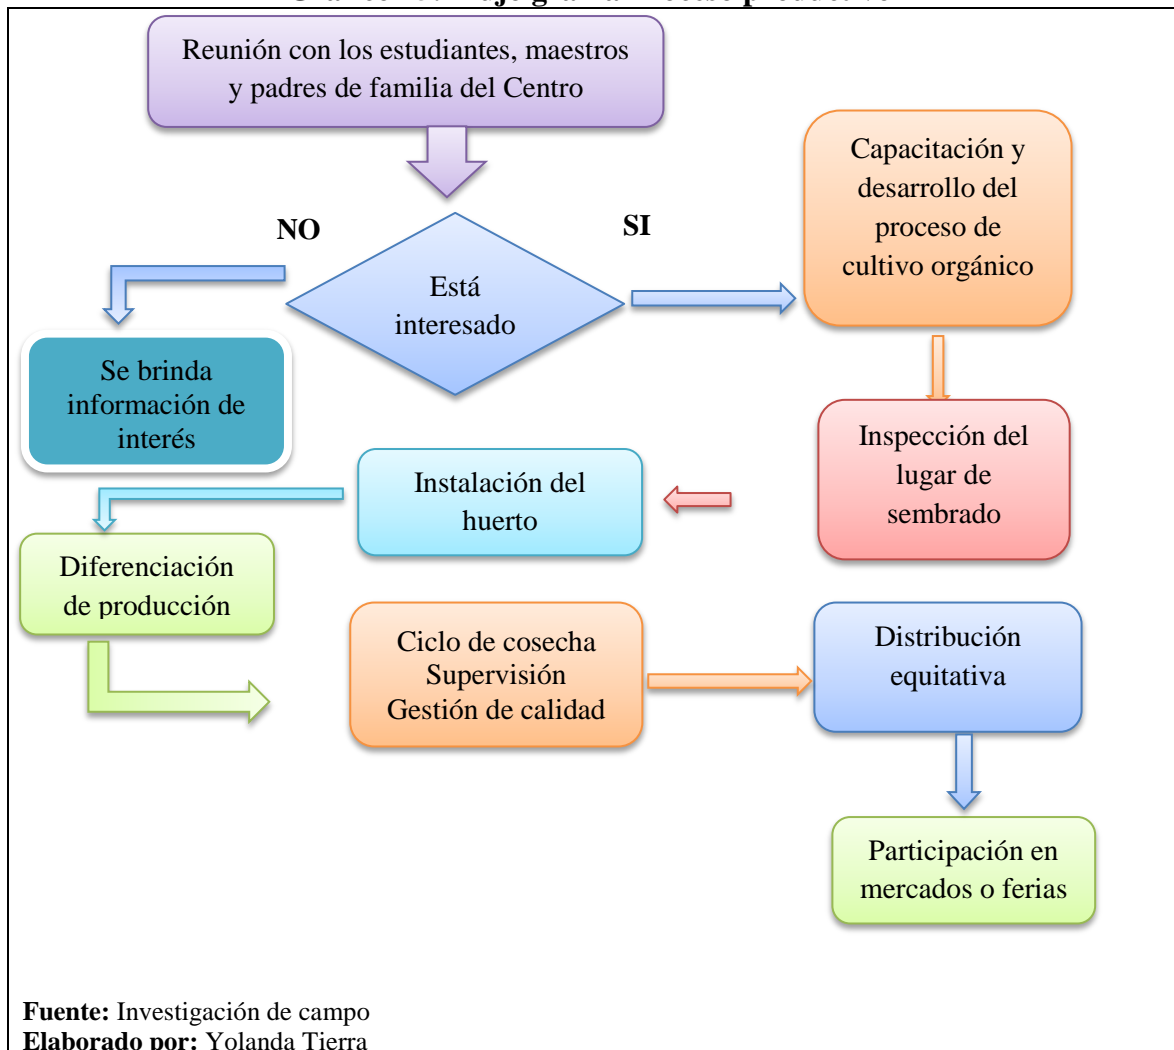 Reunión con los estudiantes, maestros
y padres de familia del Centro
NO
SI
Está
interesado
Capacitación y
desarrollo del
proceso de
cultivo orgánico
Se brinda
información de
interés
Inspección del
lugar de
sembrado
Instalación del
huerto
Diferenciación
de producción
Ciclo de cosecha
Supervisión
Gestión de calidad
Distribución
equitativa
Participación en
mercados o ferias
Fuente: Investigación de campo
Elaborado por: Yolanda Tierra